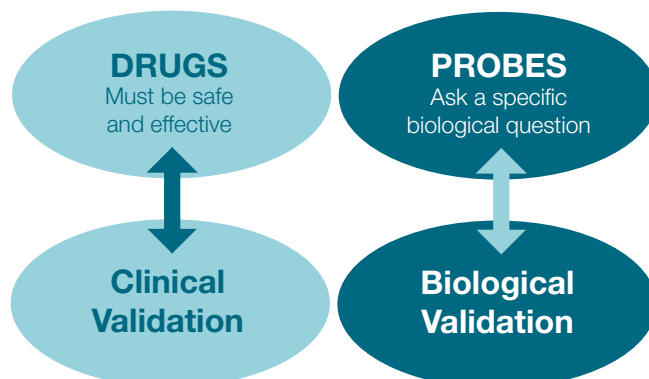 DRUGS
Must be safe
and effective
PROBES
Ask a specific
biological question
Clinical
Validation
Biological
Validation